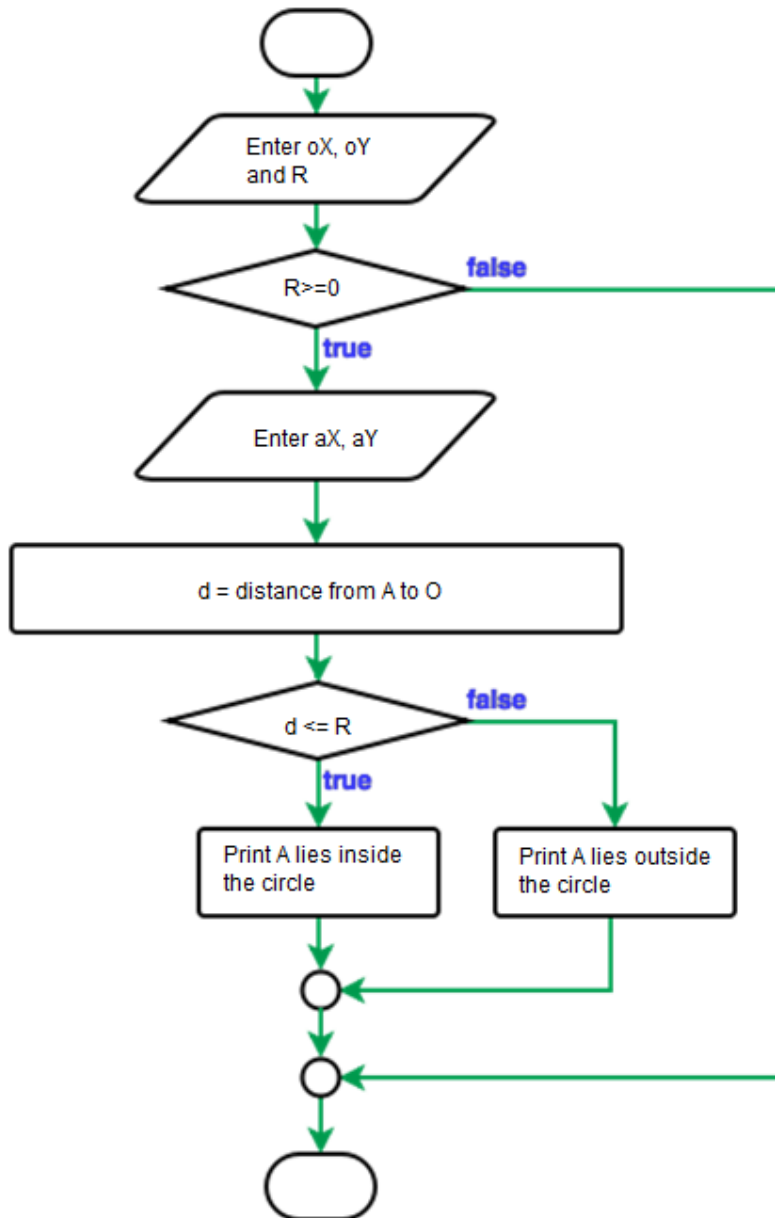 Enter oX, oY
and R
R>=0
false
true
Enter aX, aY
d = distance from A to O
d <= R
false
true
Print A lies inside
the circle
Print A lies outside
the circle